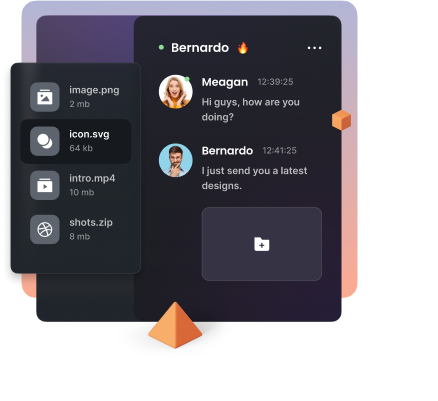 Bernardo 🔥
image.png
2 mb
icon.svg
64 kb
intro.mp4
10 mb
shots.zip
8 mb
Meagan 12:39:25
Hi guys, how are you
doing?
Bernardo 12:41:25
I just send you a latest
designs.